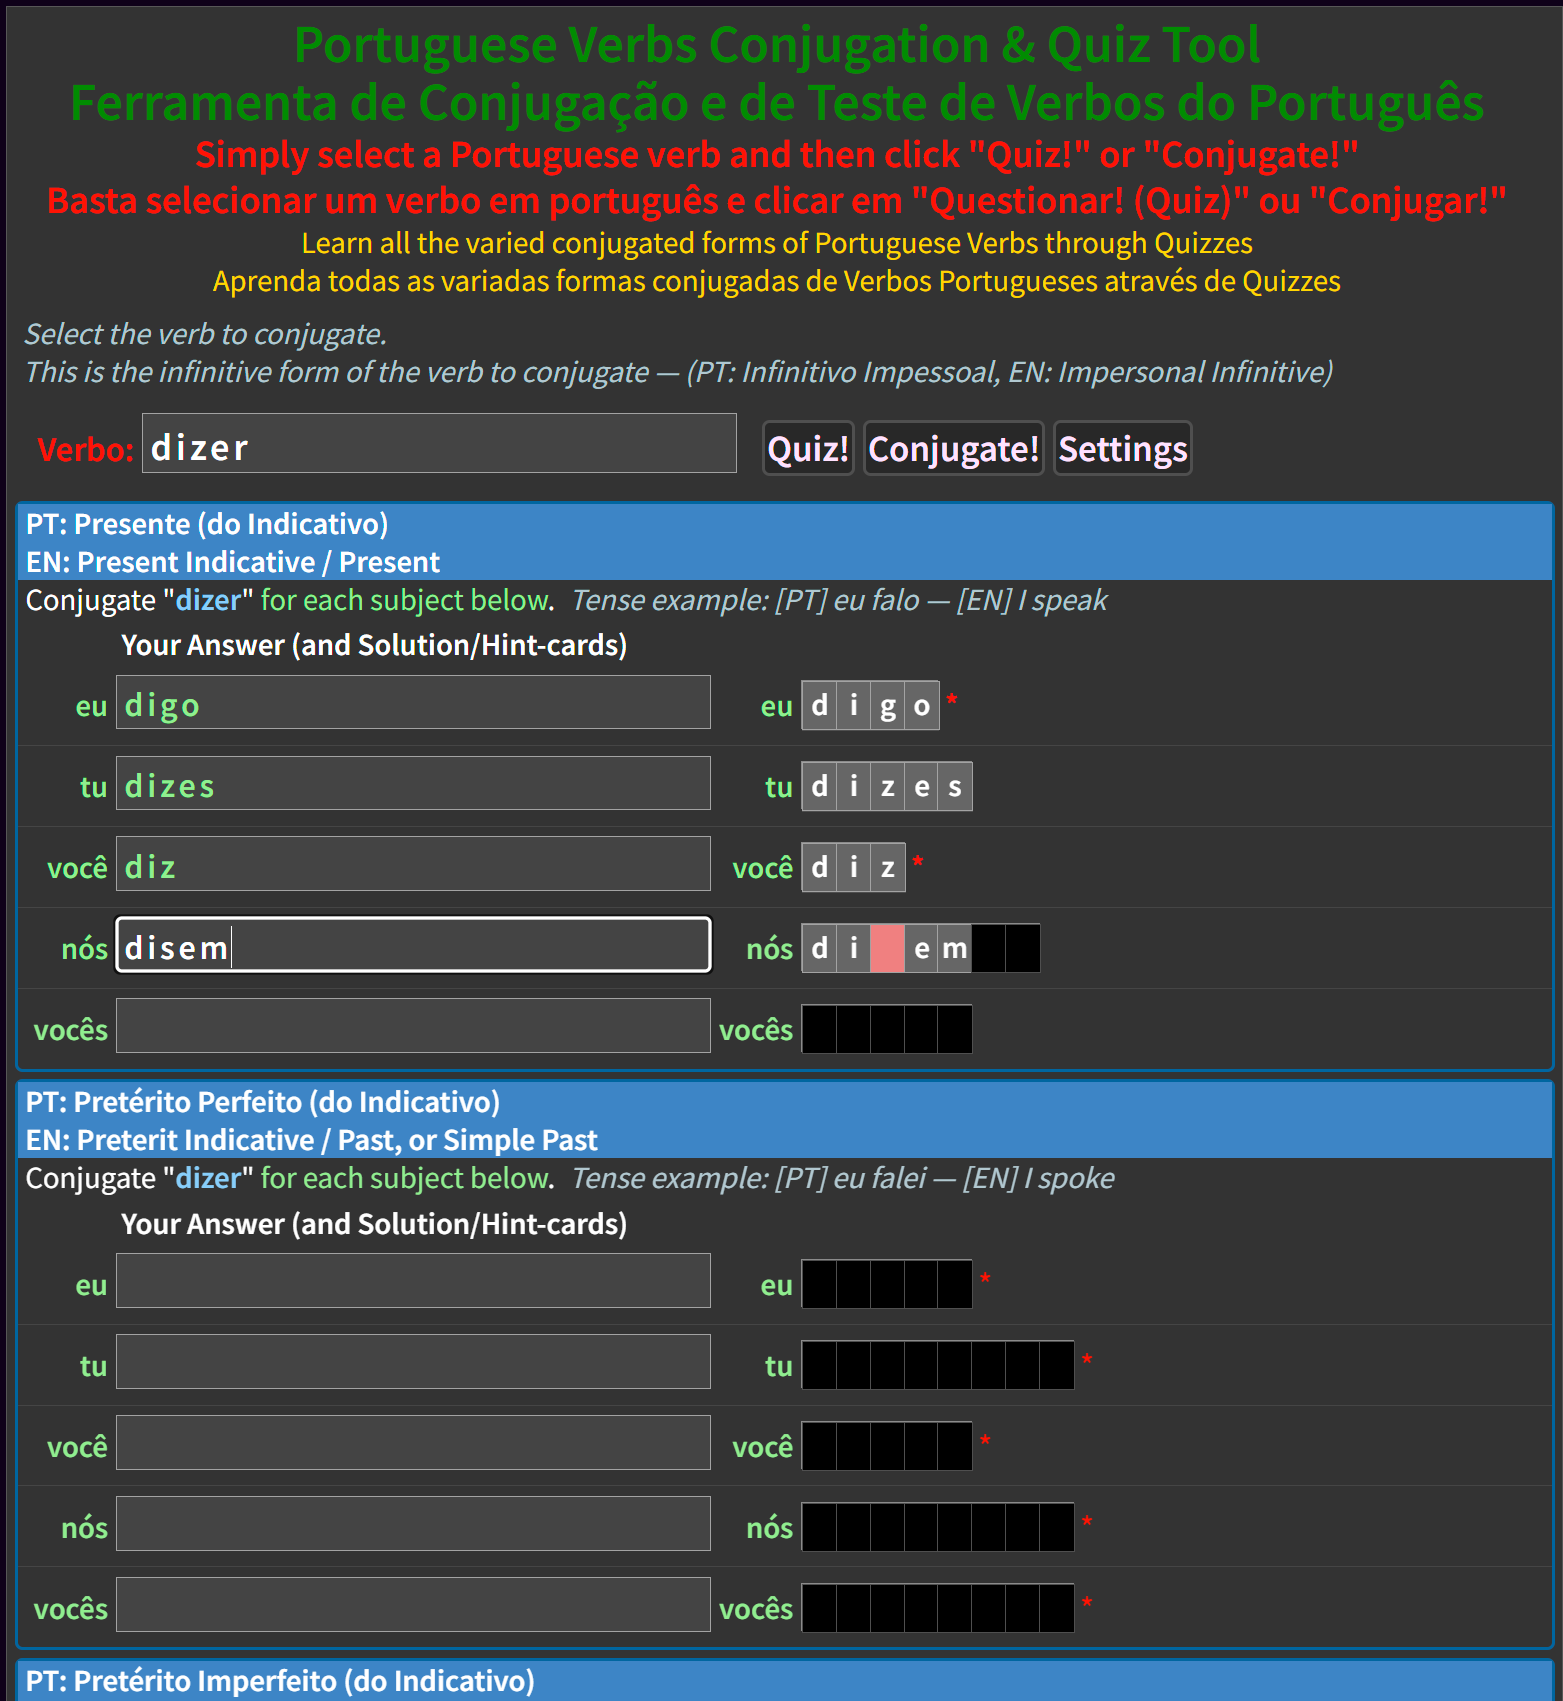 Portuguese Verbs Conjugation & Quiz Tool
Ferramenta de Conjugação e de Teste de Verbos do Português
Simply select a Portuguese verb and then click "Quiz!" or "Conjugate!"
Basta selecionar um verbo em português e clicar em "Questionar! (Quiz)" ou "Conjugar!"
Learn all the varied conjugated forms of Portuguese Verbs through Quizzes
Aprenda todas as variadas formas conjugadas de Verbos Portugueses através de Quizzes
Select the verb to conjugate.
This is the infinitive form of the verb to conjugate — (PT: Infinitivo Impessoal, EN: Impersonal Infinitive)
Verbo: dizer Quiz! Conjugate! Settings
PT: Presente (do Indicativo)
EN: Present Indicative / Present
Conjugate "dizer" for each subject below. Tense example: [PT] eu falo — [EN] I speak
Your Answer (and Solution/Hint-cards)
eu digo eu d i g o *
tu dizes tu d i z e s
você diz você d i z *
nós disem nós d i e m
vocês vocês
PT: Pretérito Perfeito (do Indicativo)
EN: Preterit Indicative / Past, or Simple Past
Conjugate "dizer" for each subject below. Tense example: [PT] eu falei — [EN] I spoke
Your Answer (and Solution/Hint-cards)
eu eu *
tu tu *
você você *
nós nós *
vocês vocês *
PT: Pretérito Imperfeito (do Indicativo)